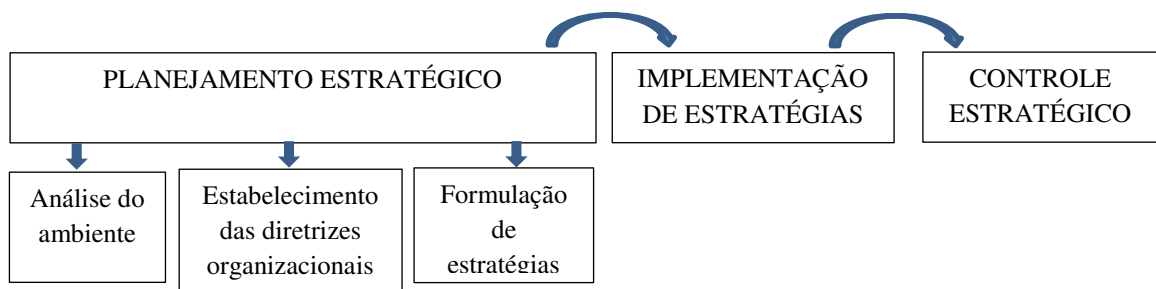 PLANEJAMENTO ESTRATÉGICO
IMPLEMENTAÇÃO
DE ESTRATÉGIAS
CONTROLE
ESTRATÉGICO
Análise do
ambiente
Estabelecimento
das diretrizes
organizacionais
Formulação
de
estratégias